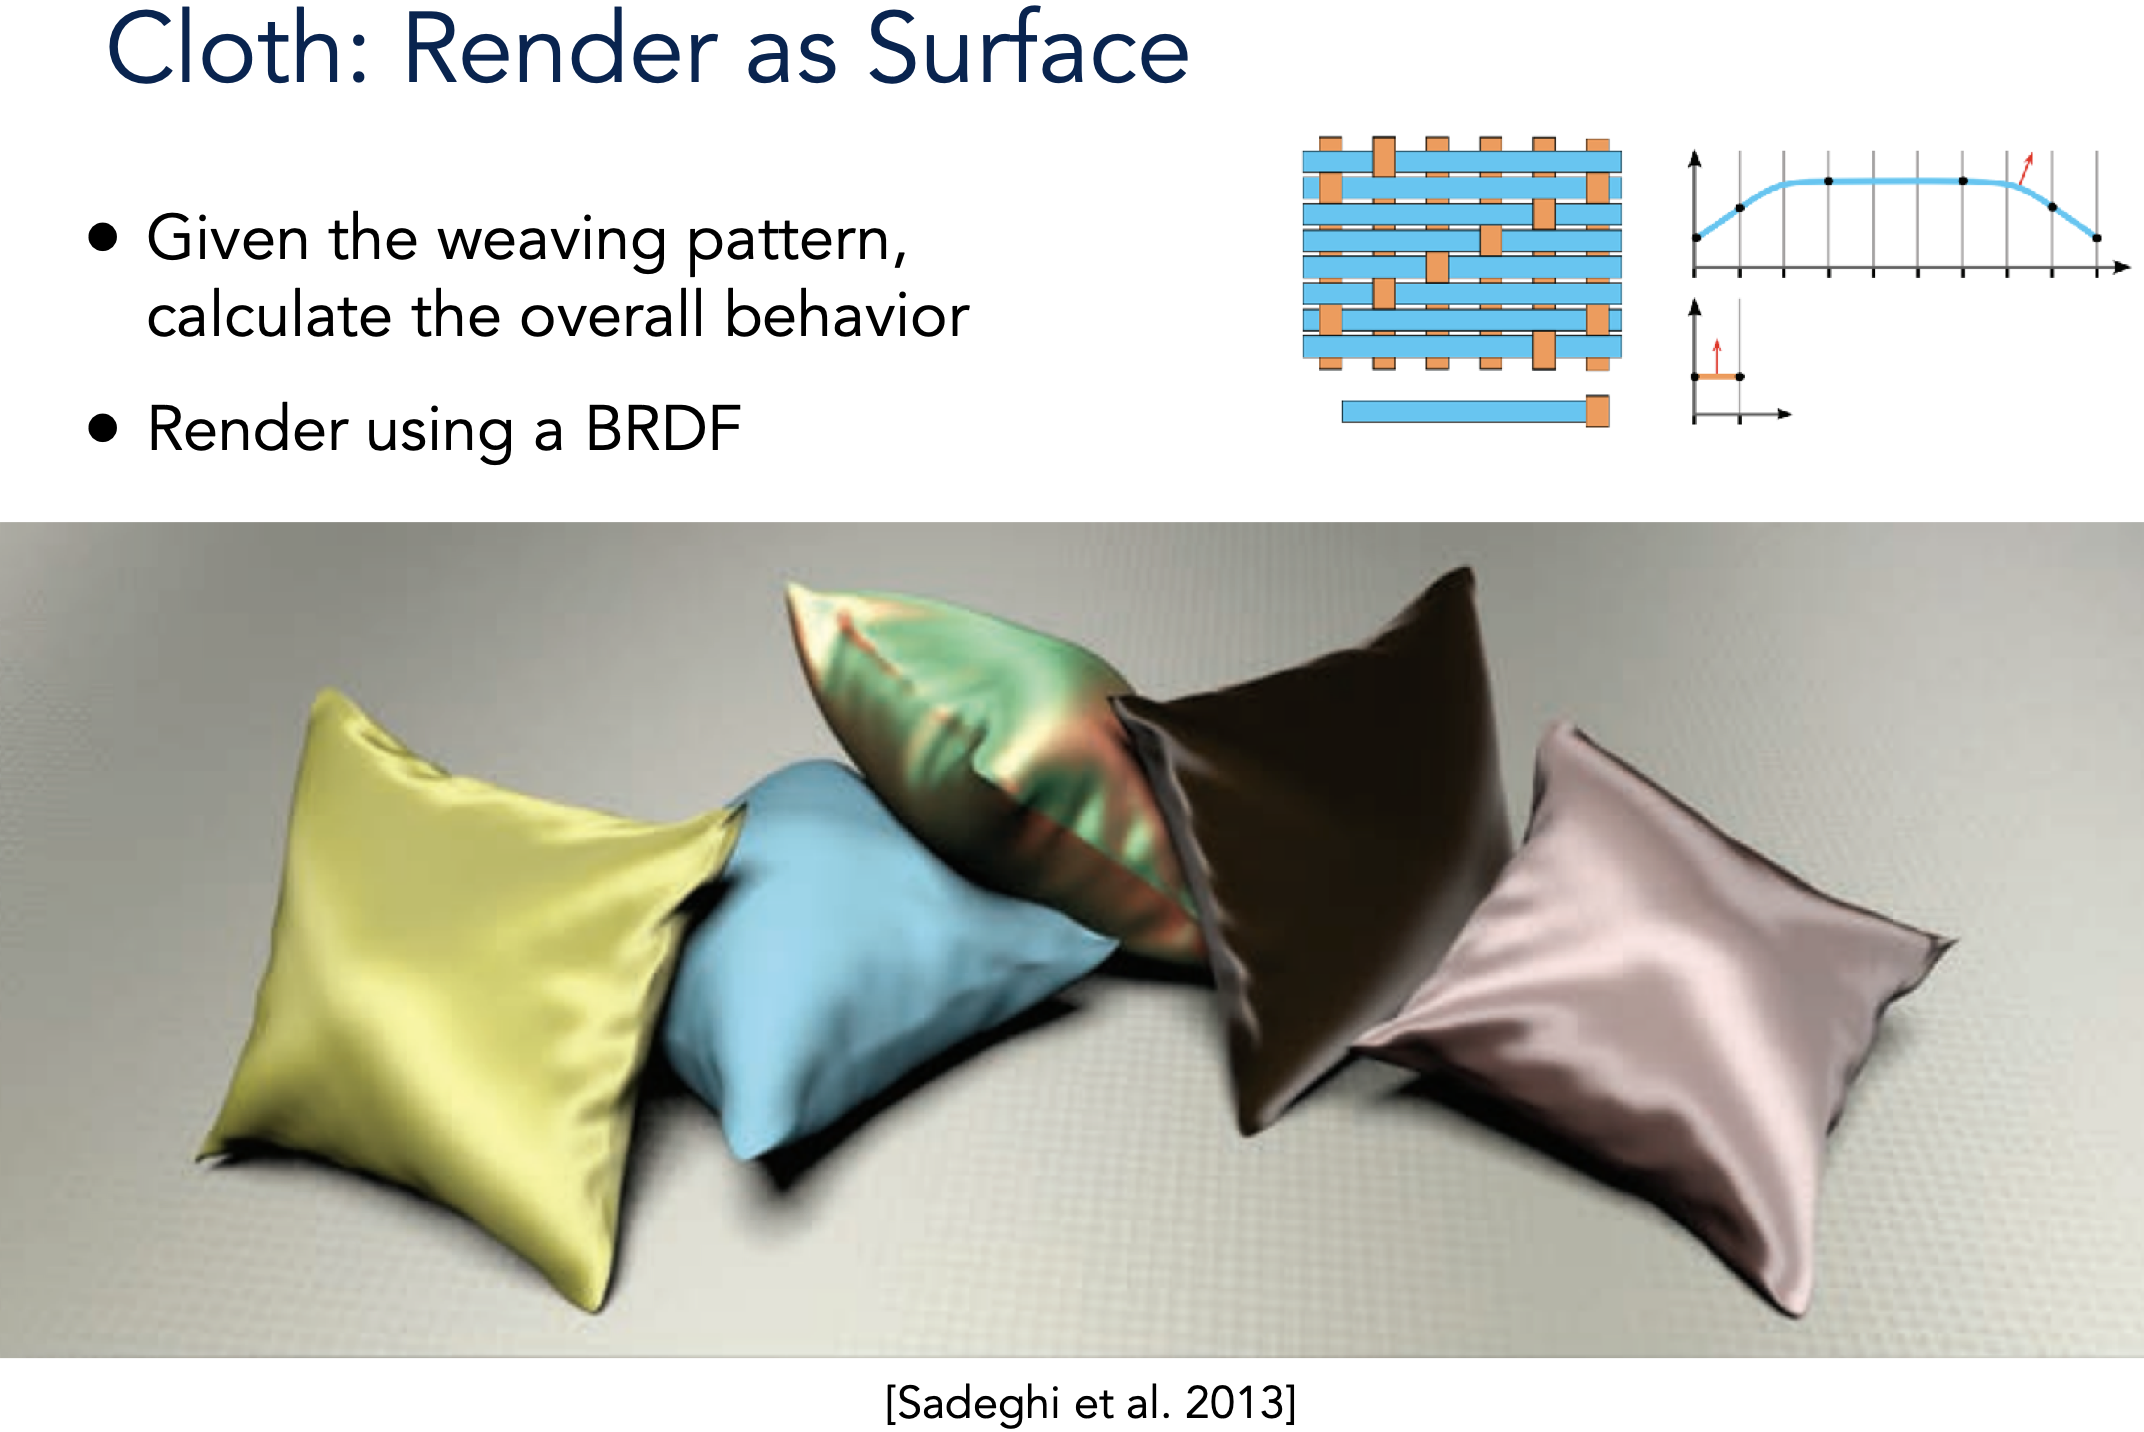 Cloth: Render as Surface
● Given the weaving pattern,
calculate the overall behavior
● Render using a BRDF
[Sadeghi et al. 2013]